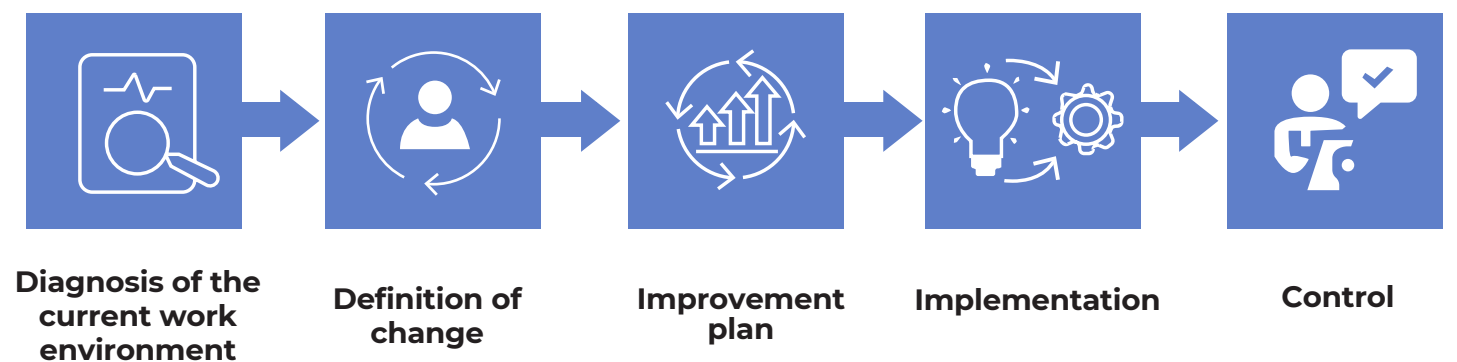 Diagnosis of the
current work
environment
Definition of
change
Improvement
plan
Implementation
Control